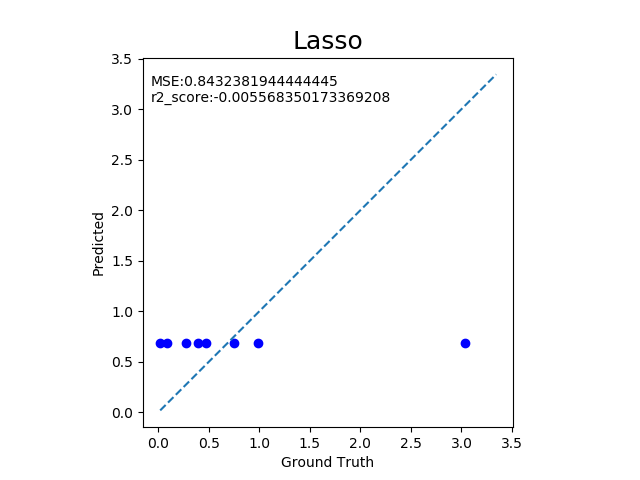 Lasso
MSE:0.8432381944444445
r2_score:-0.005568350173369208
3.5
3.0
2.5
2.0
1.5
1.0
0.5
0.0
Predicted
0.0 0.5 1.0 1.5 2.0 2.5 3.0 3.5
Ground Truth